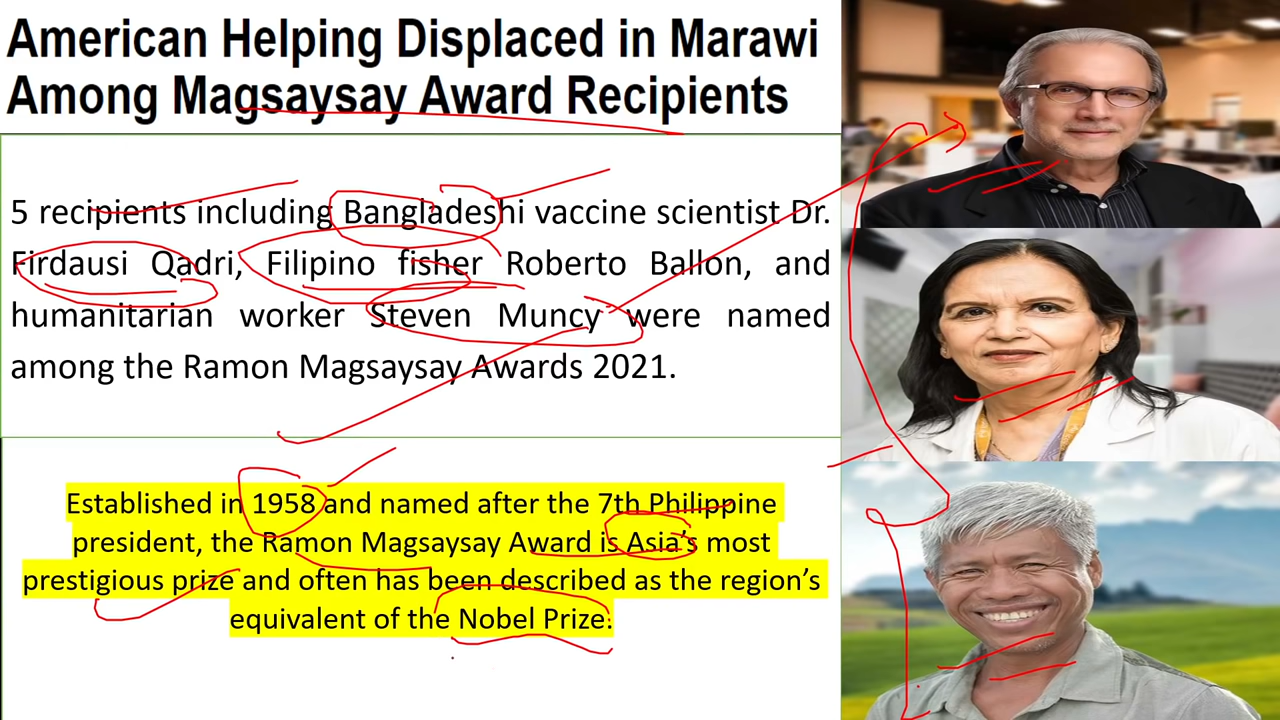 American Helping Displaced in Marawi
Among Magsaysay Award Recipients
5 recipients including Bangladeshi vaccine scientist Dr.
Firdausi Qadri, Filipino fisher Roberto Ballon, and
humanitarian worker Steven Muncy were named
among the Ramon Magsaysay Awards 2021.
Established in 1958 and named after the 7th Philippine
president, the Ramon Magsaysay Award is Asia's most
prestigious prize and often has been described as the region's
equivalent of the Nobel Prize.